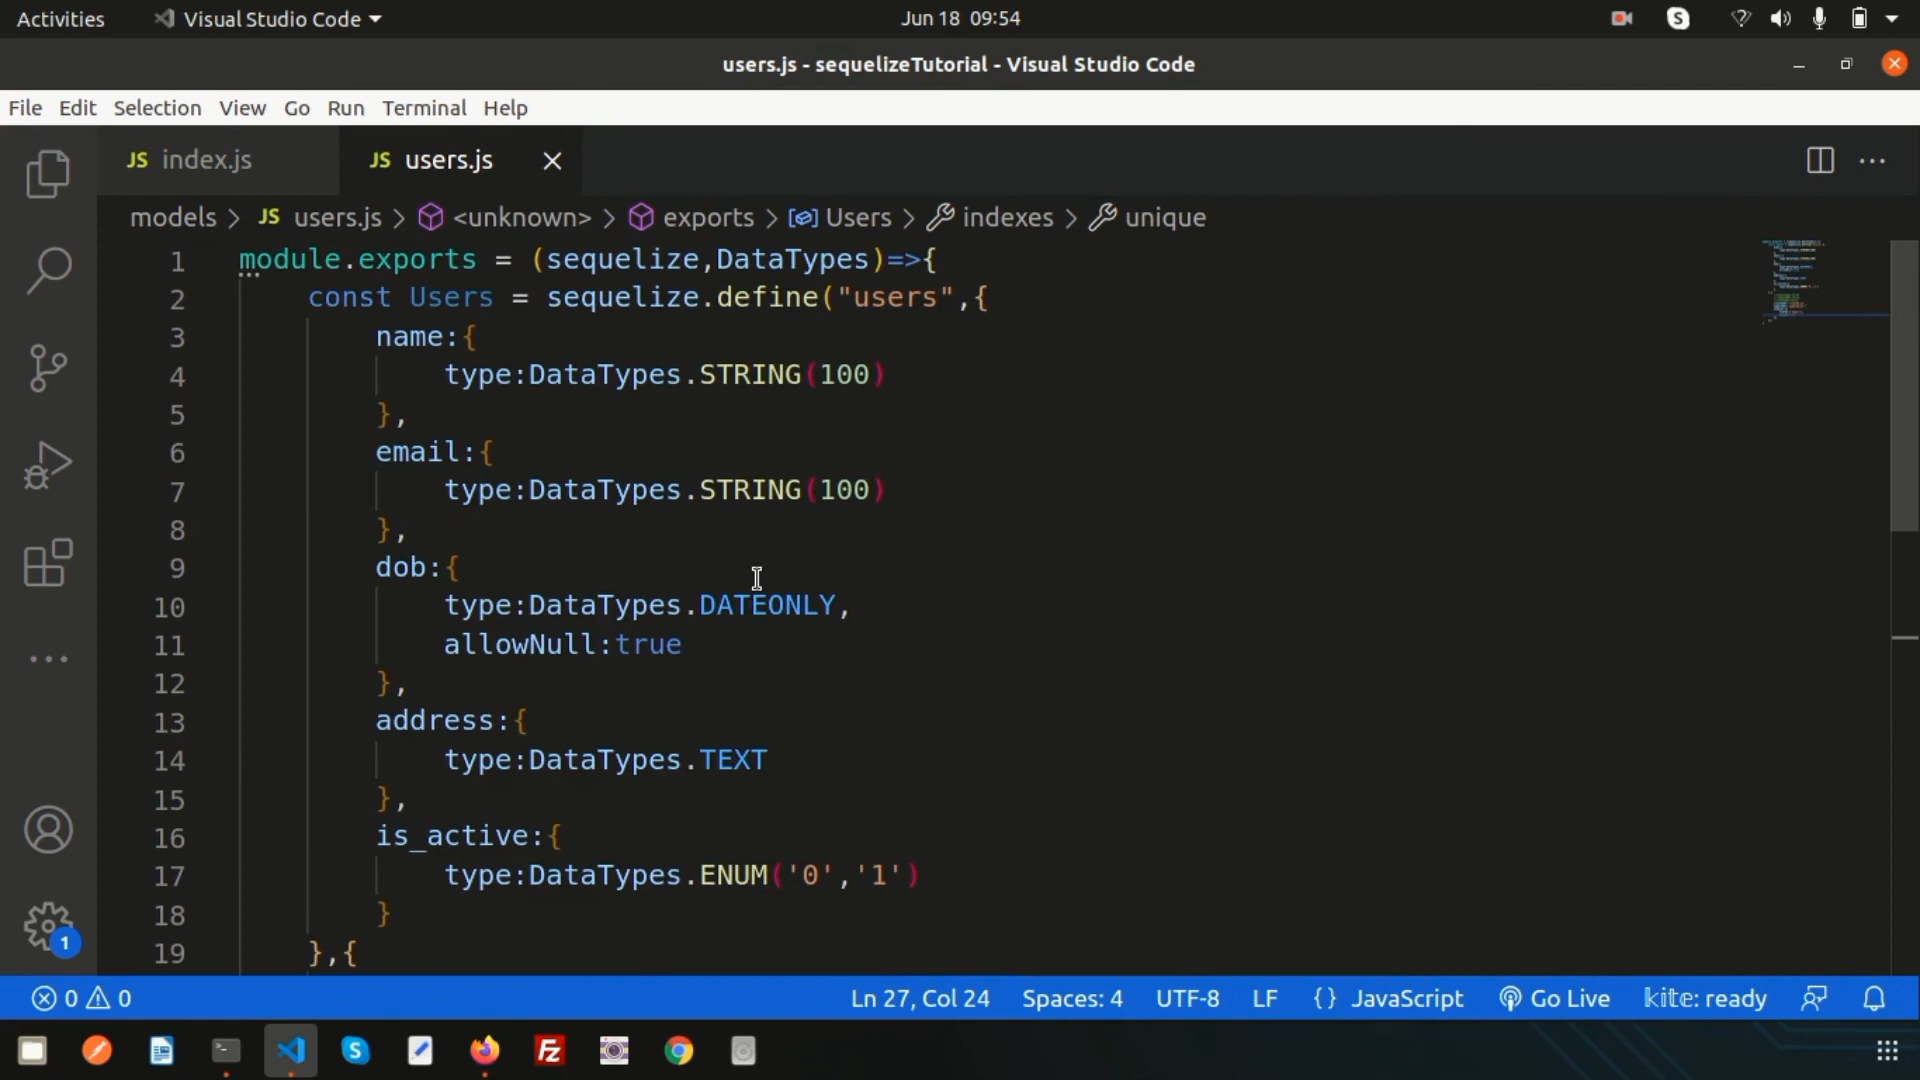 Activities Visual Studio Code Jun 18 09:54
users.js - sequelizeTutorial - Visual Studio Code
File Edit Selection View Go Run Terminal Help
JS index.js JS users.js
models > JS users.js > <unknown> > exports > Users > indexes > unique
1 module.exports = (sequelize,DataTypes)=>{
2 const Users = sequelize.define("users",{
3 name:{
4 type:DataTypes.STRING(100)
5 },
6 email:{
7 type:DataTypes.STRING(100)
8 },
9 dob:{
10 type:DataTypes.DATEONLY,
11 allowNull:true
12 },
13 address:{
14 type:DataTypes.TEXT
15 },
16 is_active:{
17 type:DataTypes.ENUM('0','1')
18 }
19 },{
1
0 0 Ln 27, Col 24 Spaces: 4 UTF-8 LF {} JavaScript Go Live kite: ready